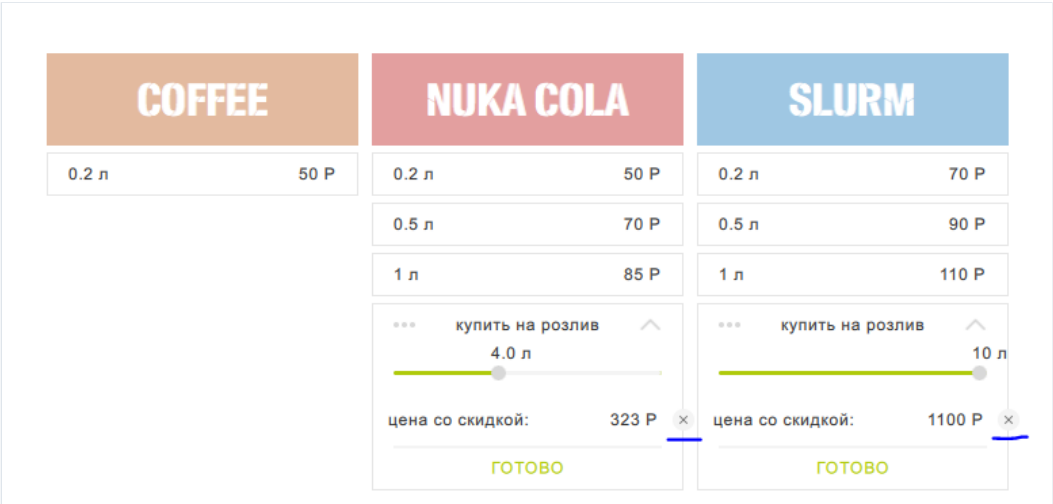 COFFEE
0.2 л 50 Р
NUKA COLA
0.2 л 50 Р
0.5 л 70 Р
1 л 85 Р
купить на розлив
4.0 л
цена со скидкой: 323 Р ×
ГОТОВО
SLURM
0.2 л 70 Р
0.5 л 90 Р
1 л 110 Р
купить на розлив
10 л
цена со скидкой: 1100 Р ×
ГОТОВО